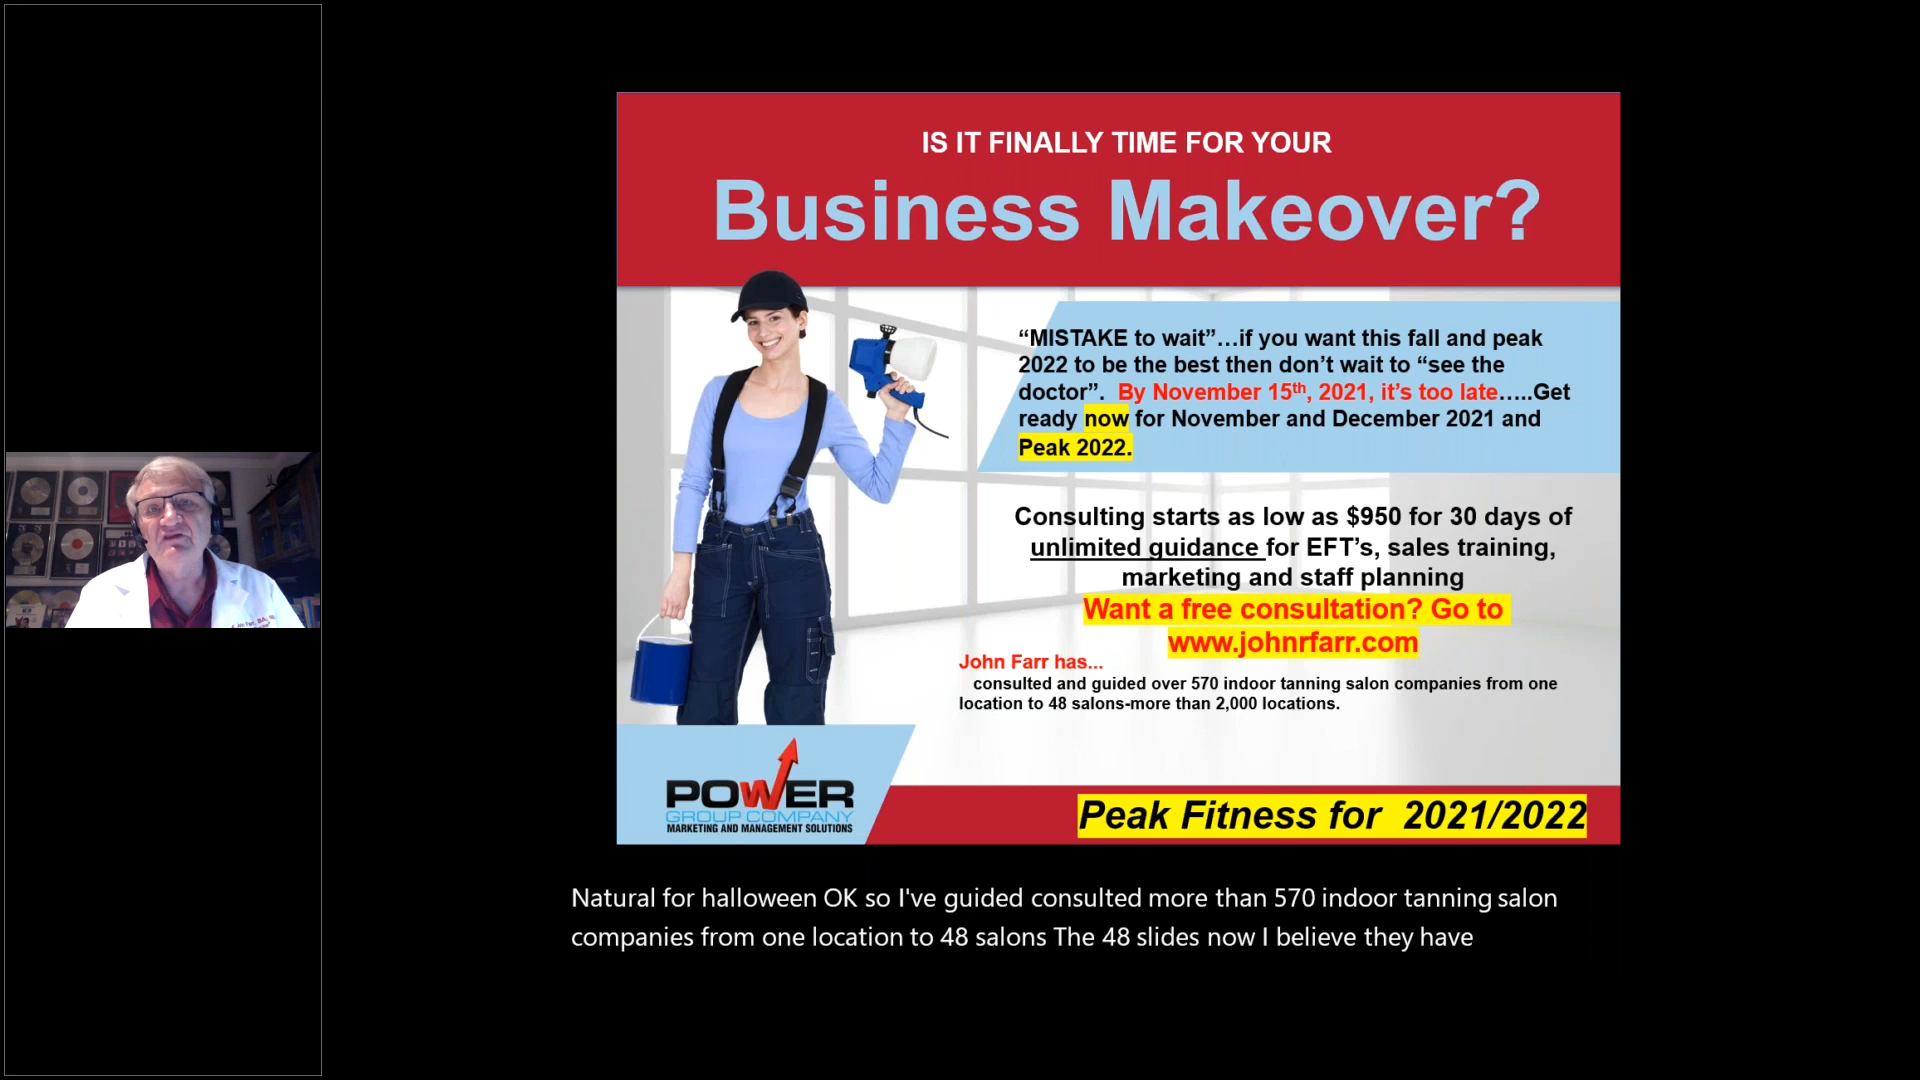 IS IT FINALLY TIME FOR YOUR
Business Makeover?
“MISTAKE to wait”...if you want this fall and peak
2022 to be the best then don’t wait to “see the
doctor”. By November 15th, 2021, it’s too late.....Get
ready now for November and December 2021 and
Peak 2022.
Consulting starts as low as $950 for 30 days of
unlimited guidance for EFT’s, sales training,
marketing and staff planning
Want a free consultation? Go to
www.johnrfarr.com
John Farr has...
consulted and guided over 570 indoor tanning salon companies from one
location to 48 salons-more than 2,000 locations.
POWER
GROUP COMPANY
MARKETING AND MANAGEMENT SOLUTIONS
Peak Fitness for 2021/2022
Natural for halloween OK so I've guided consulted more than 570 indoor tanning salon
companies from one location to 48 salons The 48 slides now I believe they have